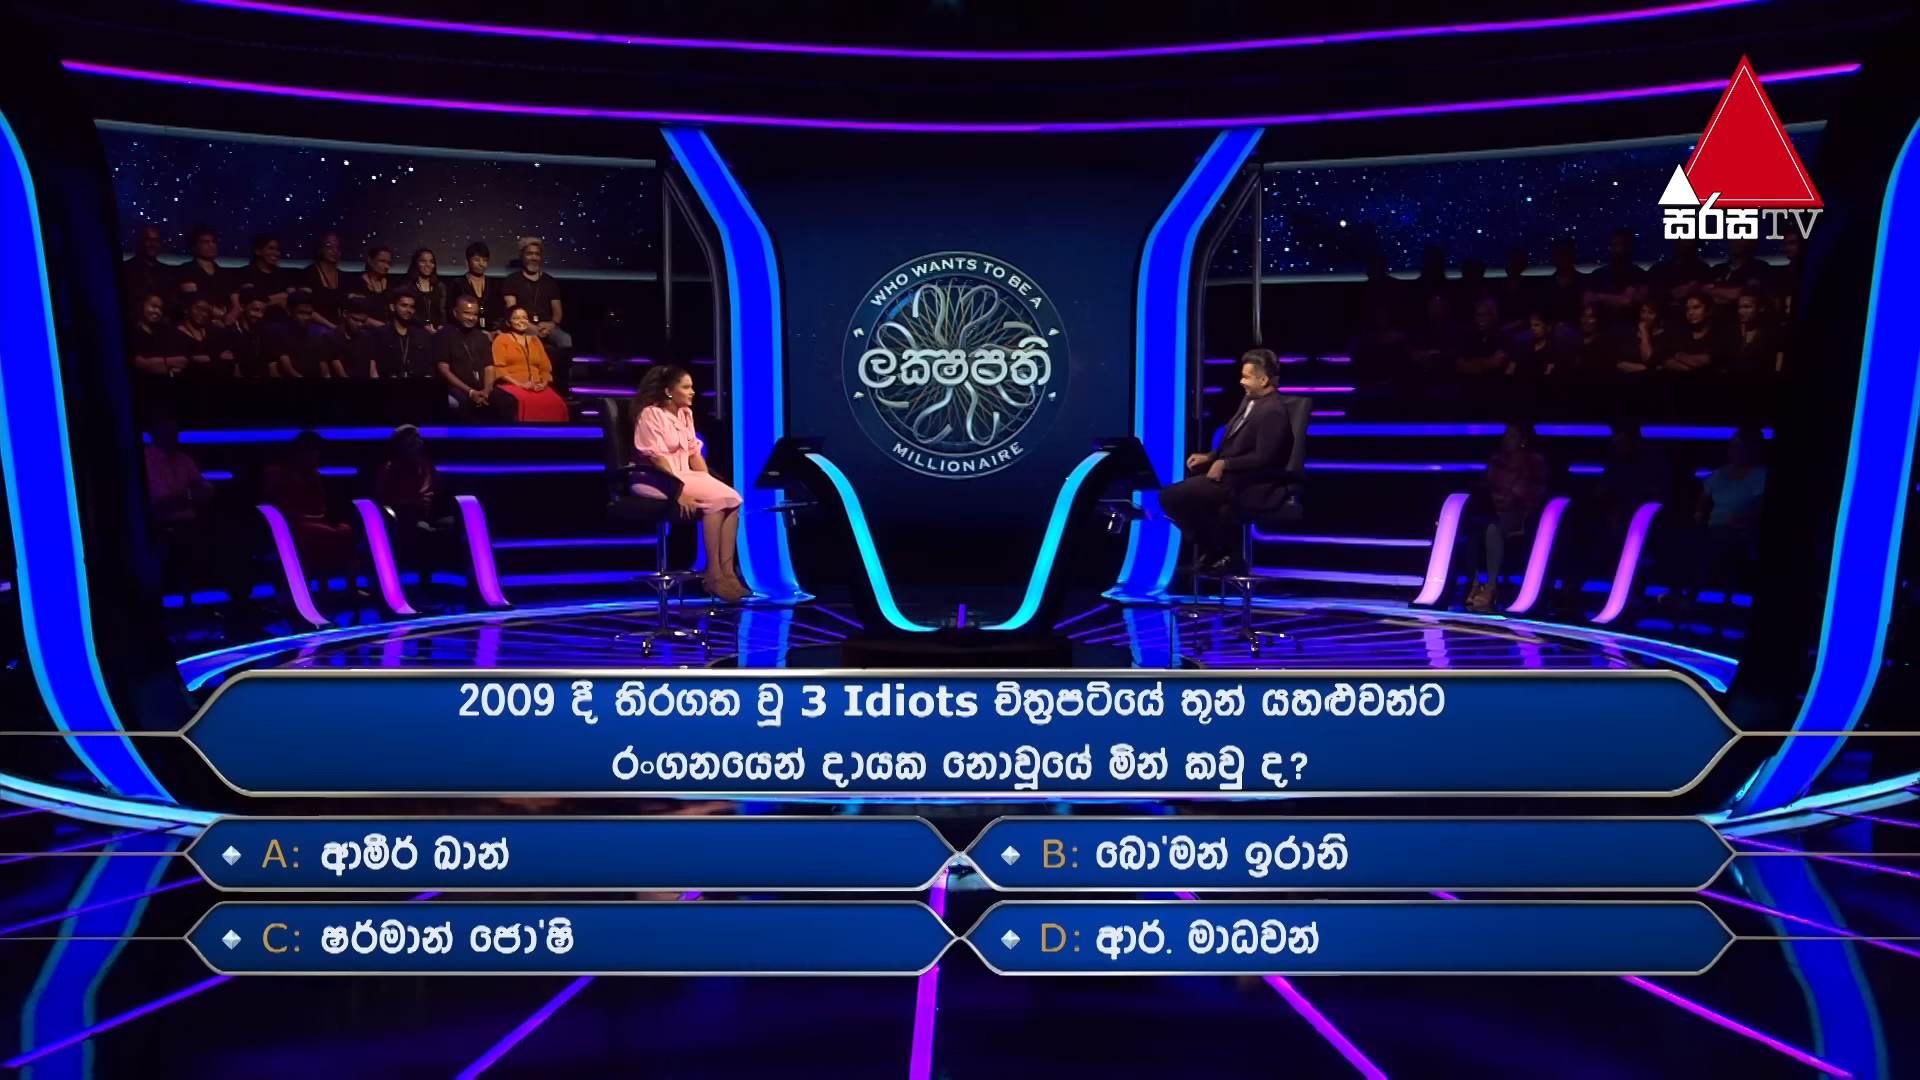 සිරස TV
WHO WANTS TO BE A
ලක්ෂපති
MILLIONAIRE
2009 දී තිරගත වූ 3 Idiots චිත්‍රපටියේ තුන් යහළුවන්ට
රංගනයෙන් දායක නොවූයේ මින් කවු ද?
A: ආමීර් ඛාන්
B: බො'මන් ඉරානි
C: ෂර්මාන් ජො'ෂි
D: ආර්. මාධවන්